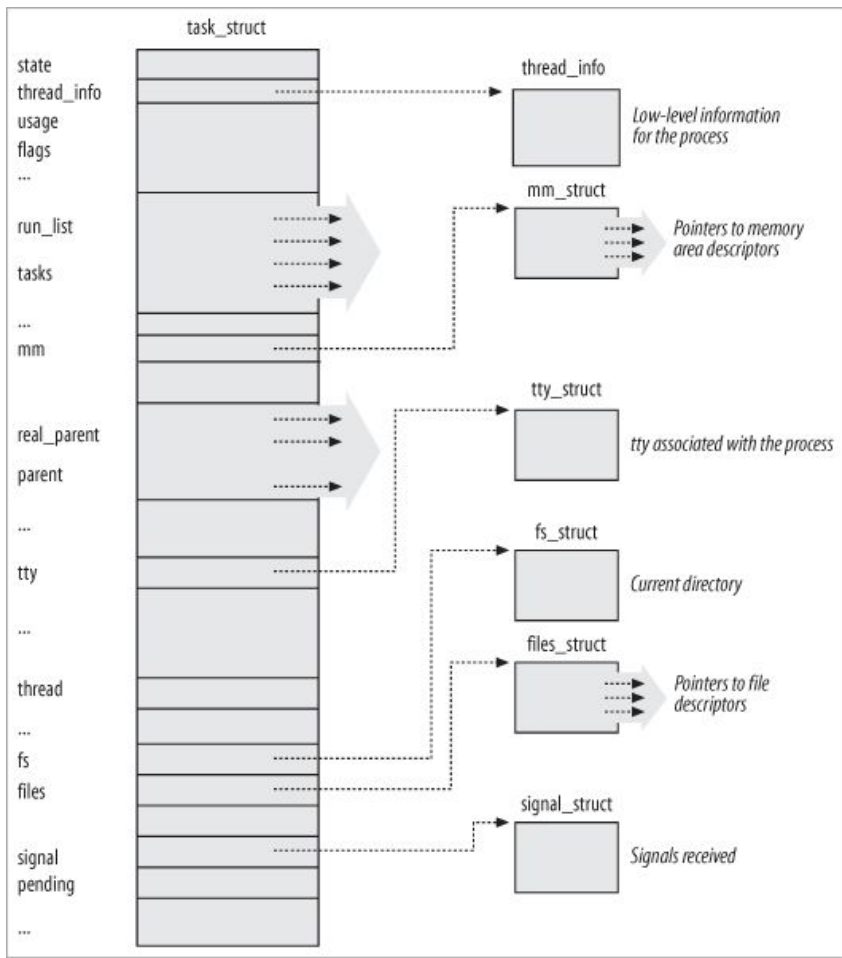 task_struct
state
thread_info
usage
flags
...
run_list
tasks
...
mm
real_parent
parent
...
tty
...
thread
...
fs
files
signal
pending
...
thread_info
Low-level information
for the process
mm_struct
Pointers to memory
area descriptors
tty_struct
tty associated with the process
fs_struct
Current directory
files_struct
Pointers to file
descriptors
signal_struct
Signals received